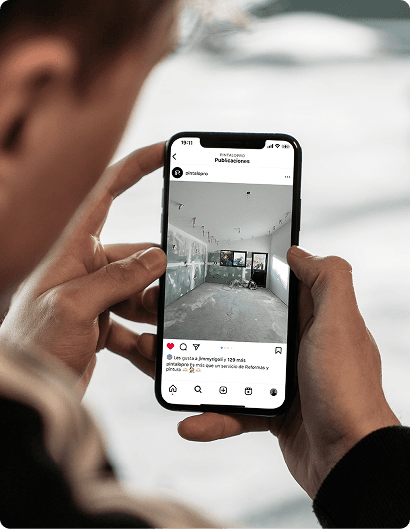 19:11
PINTALOPRO
Publicaciones
pintalopro
Les gusta a jimmyrigoli y 129 más
pintalopro Es más que un servicio de Reformas y
pintura